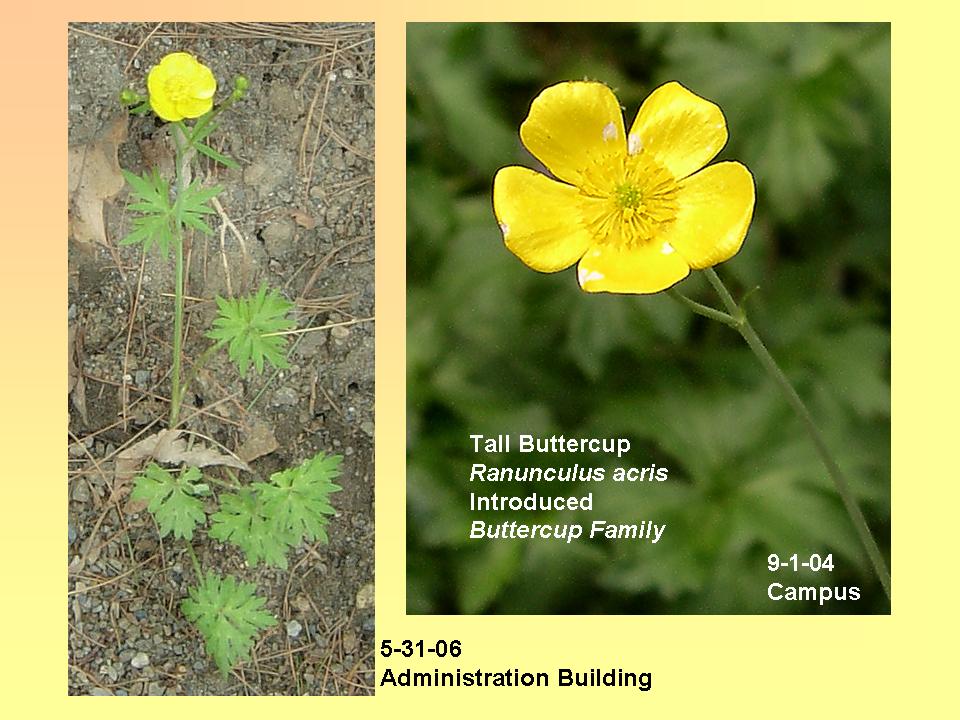 Tall Buttercup
Ranunculus acris
Introduced
Buttercup Family
9-1-04
Campus
5-31-06
Administration Building